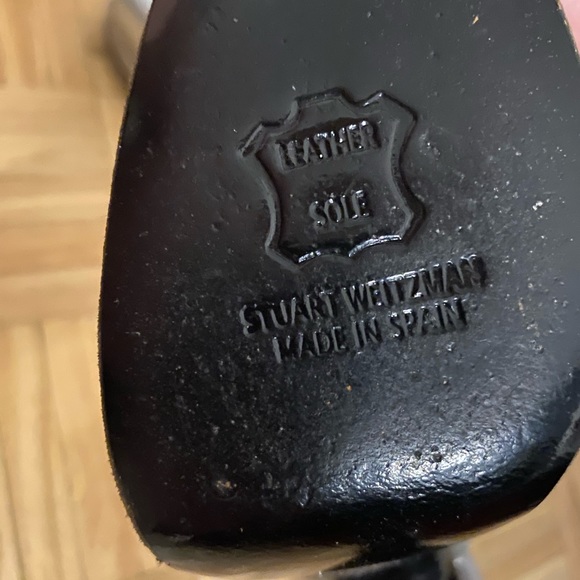 LEATHER
SOLE
STUART WEITZMAN
MADE IN SPAIN